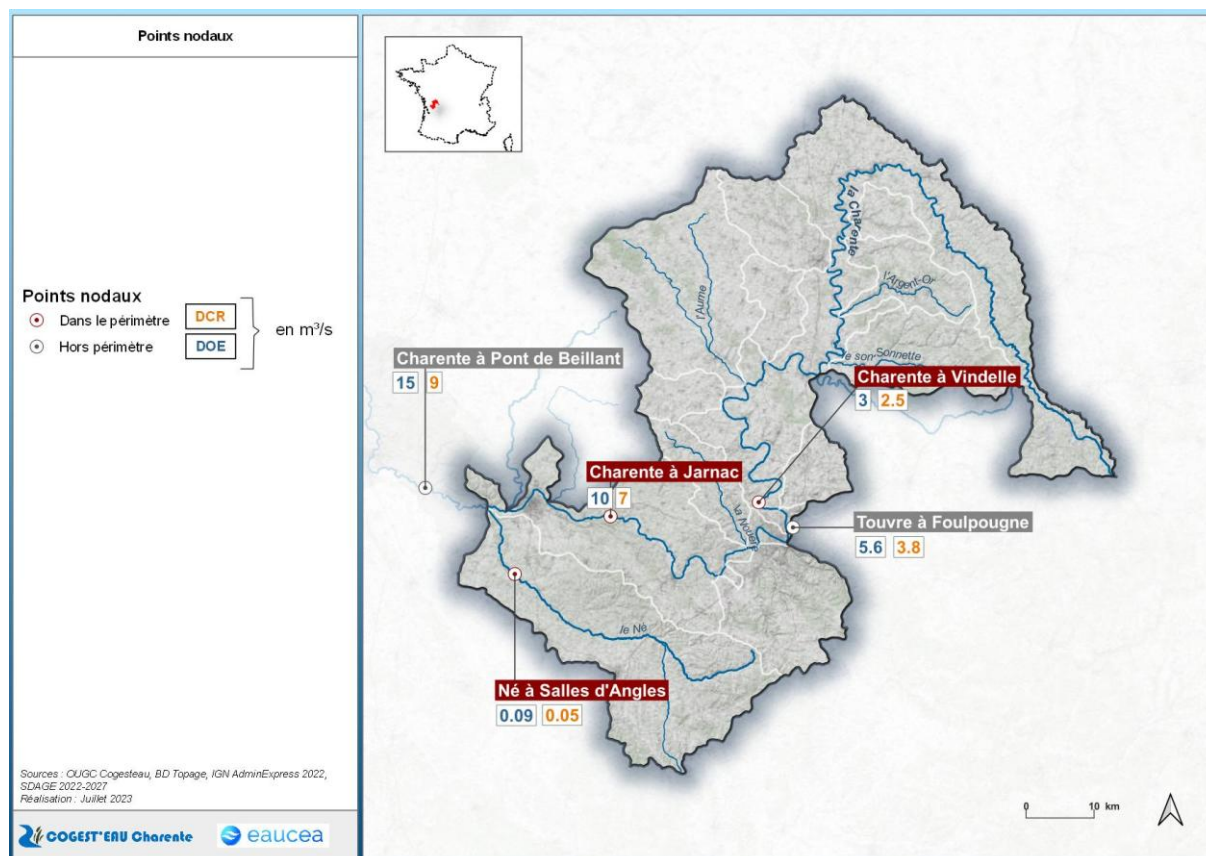 Points nodaux
Points nodaux
Dans le périmètre
DCR
Hors périmètre
DOE
en m³/s
la Charente
l'Argent-Or
l'Aume
le son-Sonnette
Charente à Pont de Beillant
15 9
Charente à Vindelle
3 2.5
Charente à Jarnac
10 7
la Nouère
Touvre à Foulpougne
5.6 3.8
le Né
Né à Salles d'Angles
0.09 0.05
Sources : OUGC Cogesteau, BD Topage, IGN AdminExpress 2022,
SDAGE 2022-2027
Réalisation : Juillet 2023
COGEST'EAU Charente
eaucea
0 10 km